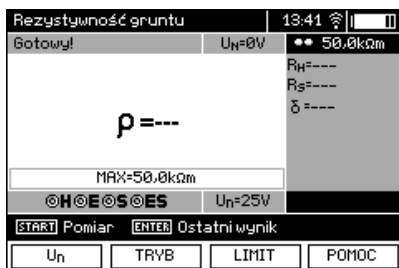 Rezystywność gruntu 13:41
Gotowy! UN=0V 50,0kΩm
RH=---
RS=---
δ=---
ρ=---
MAX=50,0kΩm
H E S ES Un=25V
START Pomiar ENTER Ostatni wynik
Un TRYB LIMIT POMOC